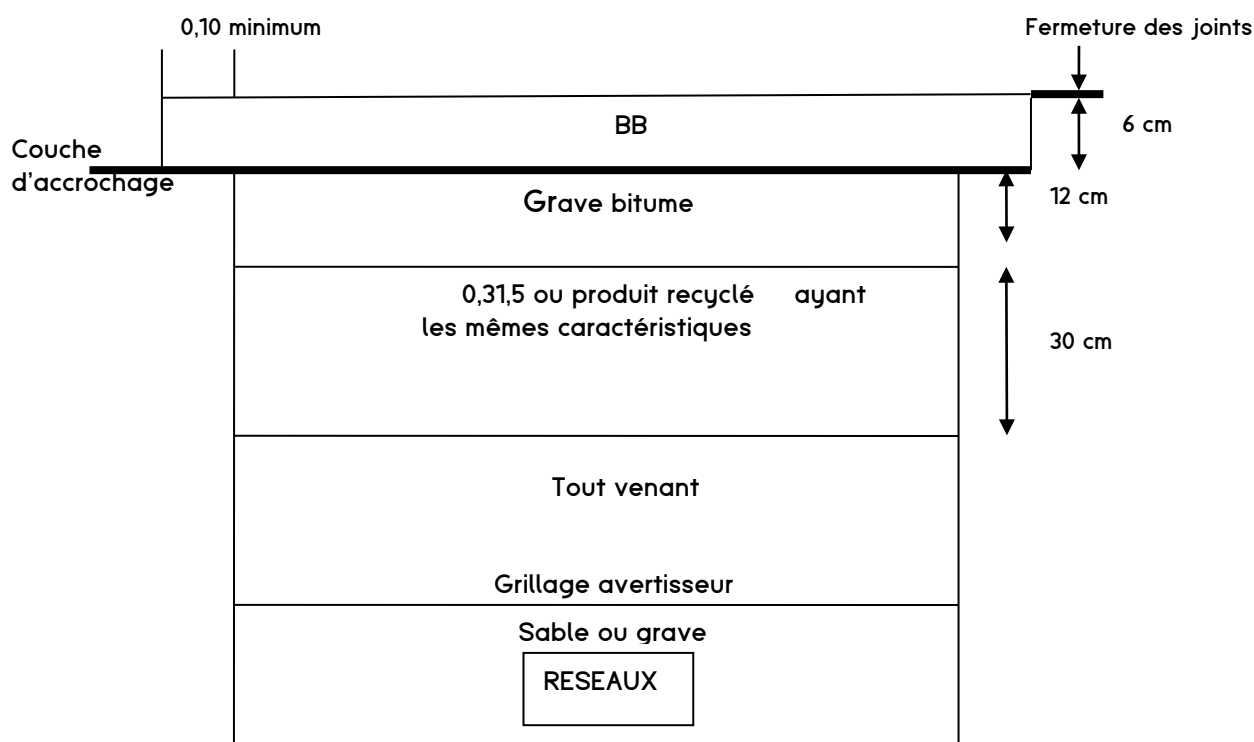 0,10 minimum
Fermeture des joints
BB
6 cm
Couche
d'accrochage
Grave bitume
12 cm
0,31,5 ou produit recyclé ayant
les mêmes caractéristiques
30 cm
Tout venant
Grillage avertisseur
Sable ou grave
RESEAUX